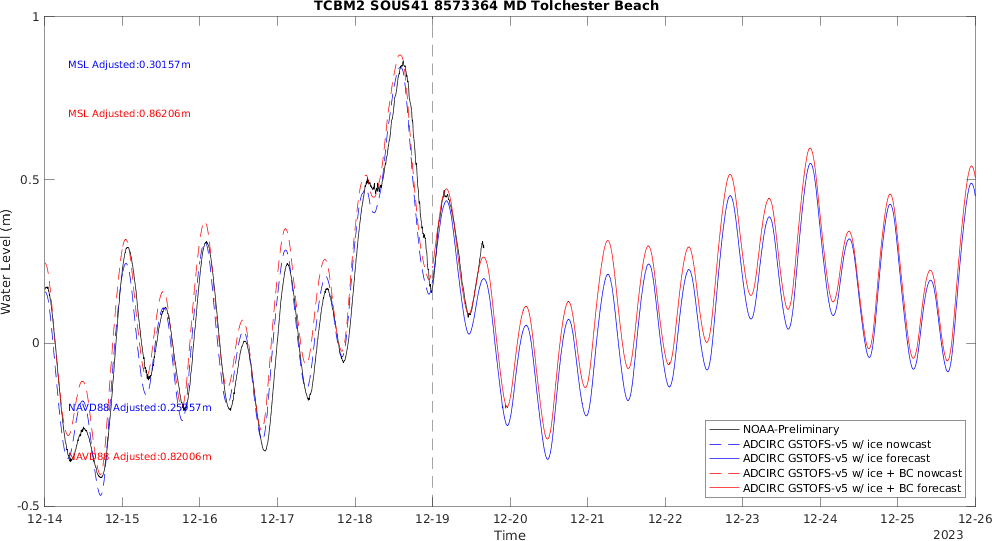 TCBM2 SOUS41 8573364 MD Tolchester Beach
1
MSL Adjusted:0.30157m
MSL Adjusted:0.86206m
0.5
Water Level (m)
0
NAVD88 Adjusted:0.25957m
NAVD88 Adjusted:0.82006m
-0.5
NOAA-Preliminary
ADCIRC GSTOFS-v5 w/ ice nowcast
ADCIRC GSTOFS-v5 w/ ice forecast
ADCIRC GSTOFS-v5 w/ ice + BC nowcast
ADCIRC GSTOFS-v5 w/ ice + BC forecast
12-14 12-15 12-16 12-17 12-18 12-19 12-20 12-21 12-22 12-23 12-24 12-25 12-26
Time
2023